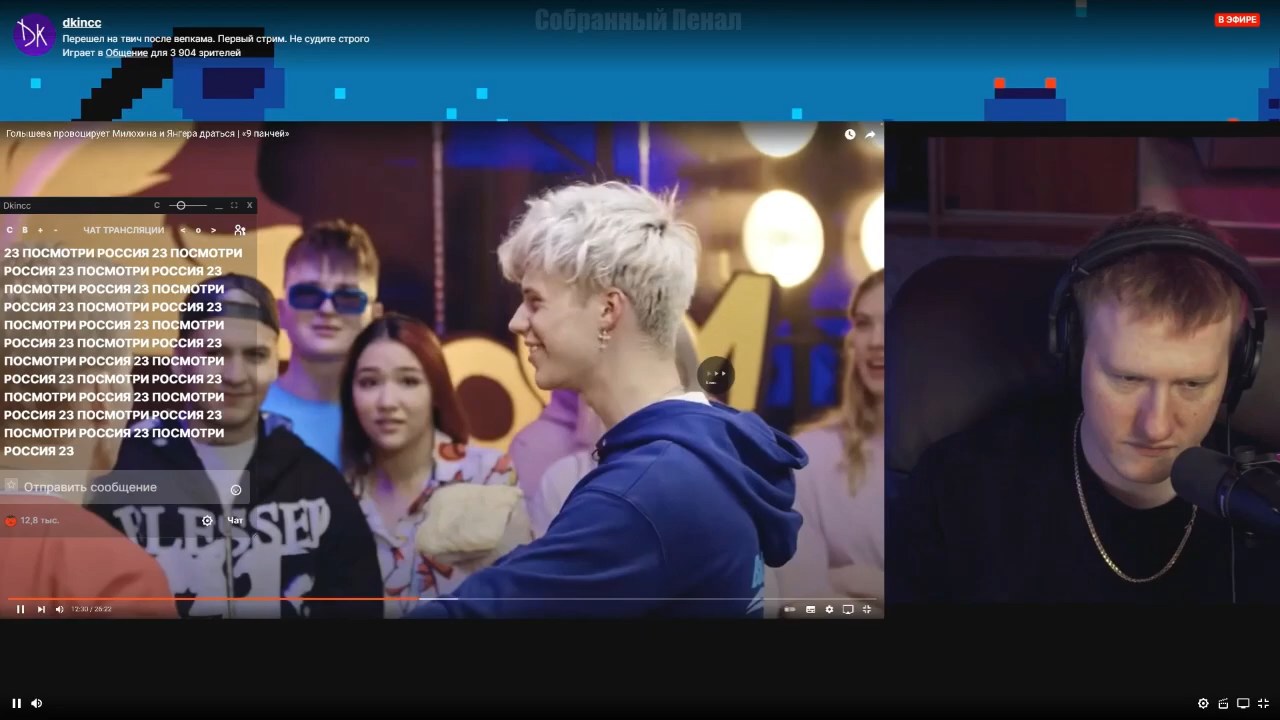 Собранный Пенал
dkincc
Перешел на твич после вепкама. Первый стрим. Не судите строго
Играет в Общение для 3 904 зрителей
В ЭФИРЕ
DK
Голышева провоцирует Милохина и Янгера драться | «9 панчей»
Dkincc
C
X
C B + -
ЧАТ ТРАНСЛЯЦИИ
< o >
23 ПОСМОТРИ РОССИЯ 23 ПОСМОТРИ
РОССИЯ 23 ПОСМОТРИ РОССИЯ 23
ПОСМОТРИ РОССИЯ 23 ПОСМОТРИ
РОССИЯ 23 ПОСМОТРИ РОССИЯ 23
ПОСМОТРИ РОССИЯ 23 ПОСМОТРИ
РОССИЯ 23 ПОСМОТРИ РОССИЯ 23
ПОСМОТРИ РОССИЯ 23 ПОСМОТРИ
РОССИЯ 23 ПОСМОТРИ РОССИЯ 23
ПОСМОТРИ РОССИЯ 23 ПОСМОТРИ
РОССИЯ 23 ПОСМОТРИ РОССИЯ 23
ПОСМОТРИ РОССИЯ 23 ПОСМОТРИ
РОССИЯ 23
Отправить сообщение
12,8 тыс.
Чат
BLESSED
12:30 / 26:22